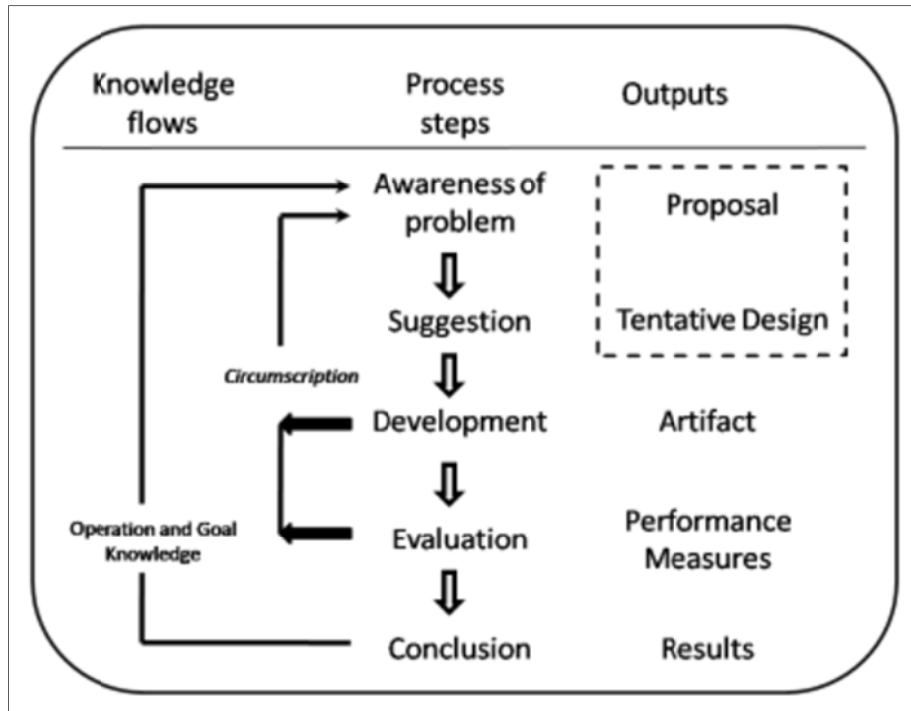 Knowledge
flows
Process
steps
Outputs
Awareness of
problem
Proposal
Suggestion
Tentative Design
Circumscription
Development
Artifact
Operation and Goal
Knowledge
Evaluation
Performance
Measures
Conclusion
Results